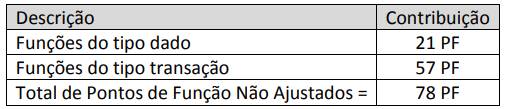 Descrição Contribuição
Funções do tipo dado 21 PF
Funções do tipo transação 57 PF
Total de Pontos de Função Não Ajustados = 78 PF